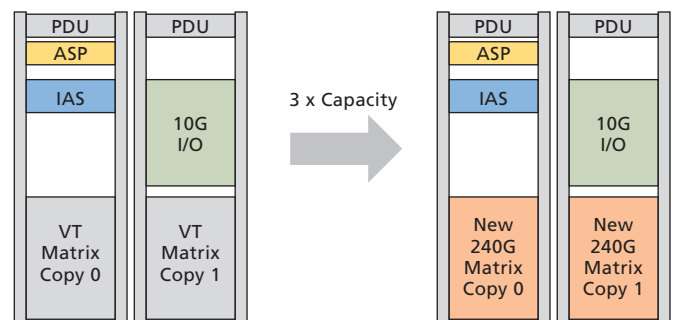 PDU
ASP
IAS
VT
Matrix
Copy 0
PDU
10G
I/O
VT
Matrix
Copy 1
3 x Capacity
PDU
ASP
IAS
New
240G
Matrix
Copy 0
PDU
10G
I/O
New
240G
Matrix
Copy 1